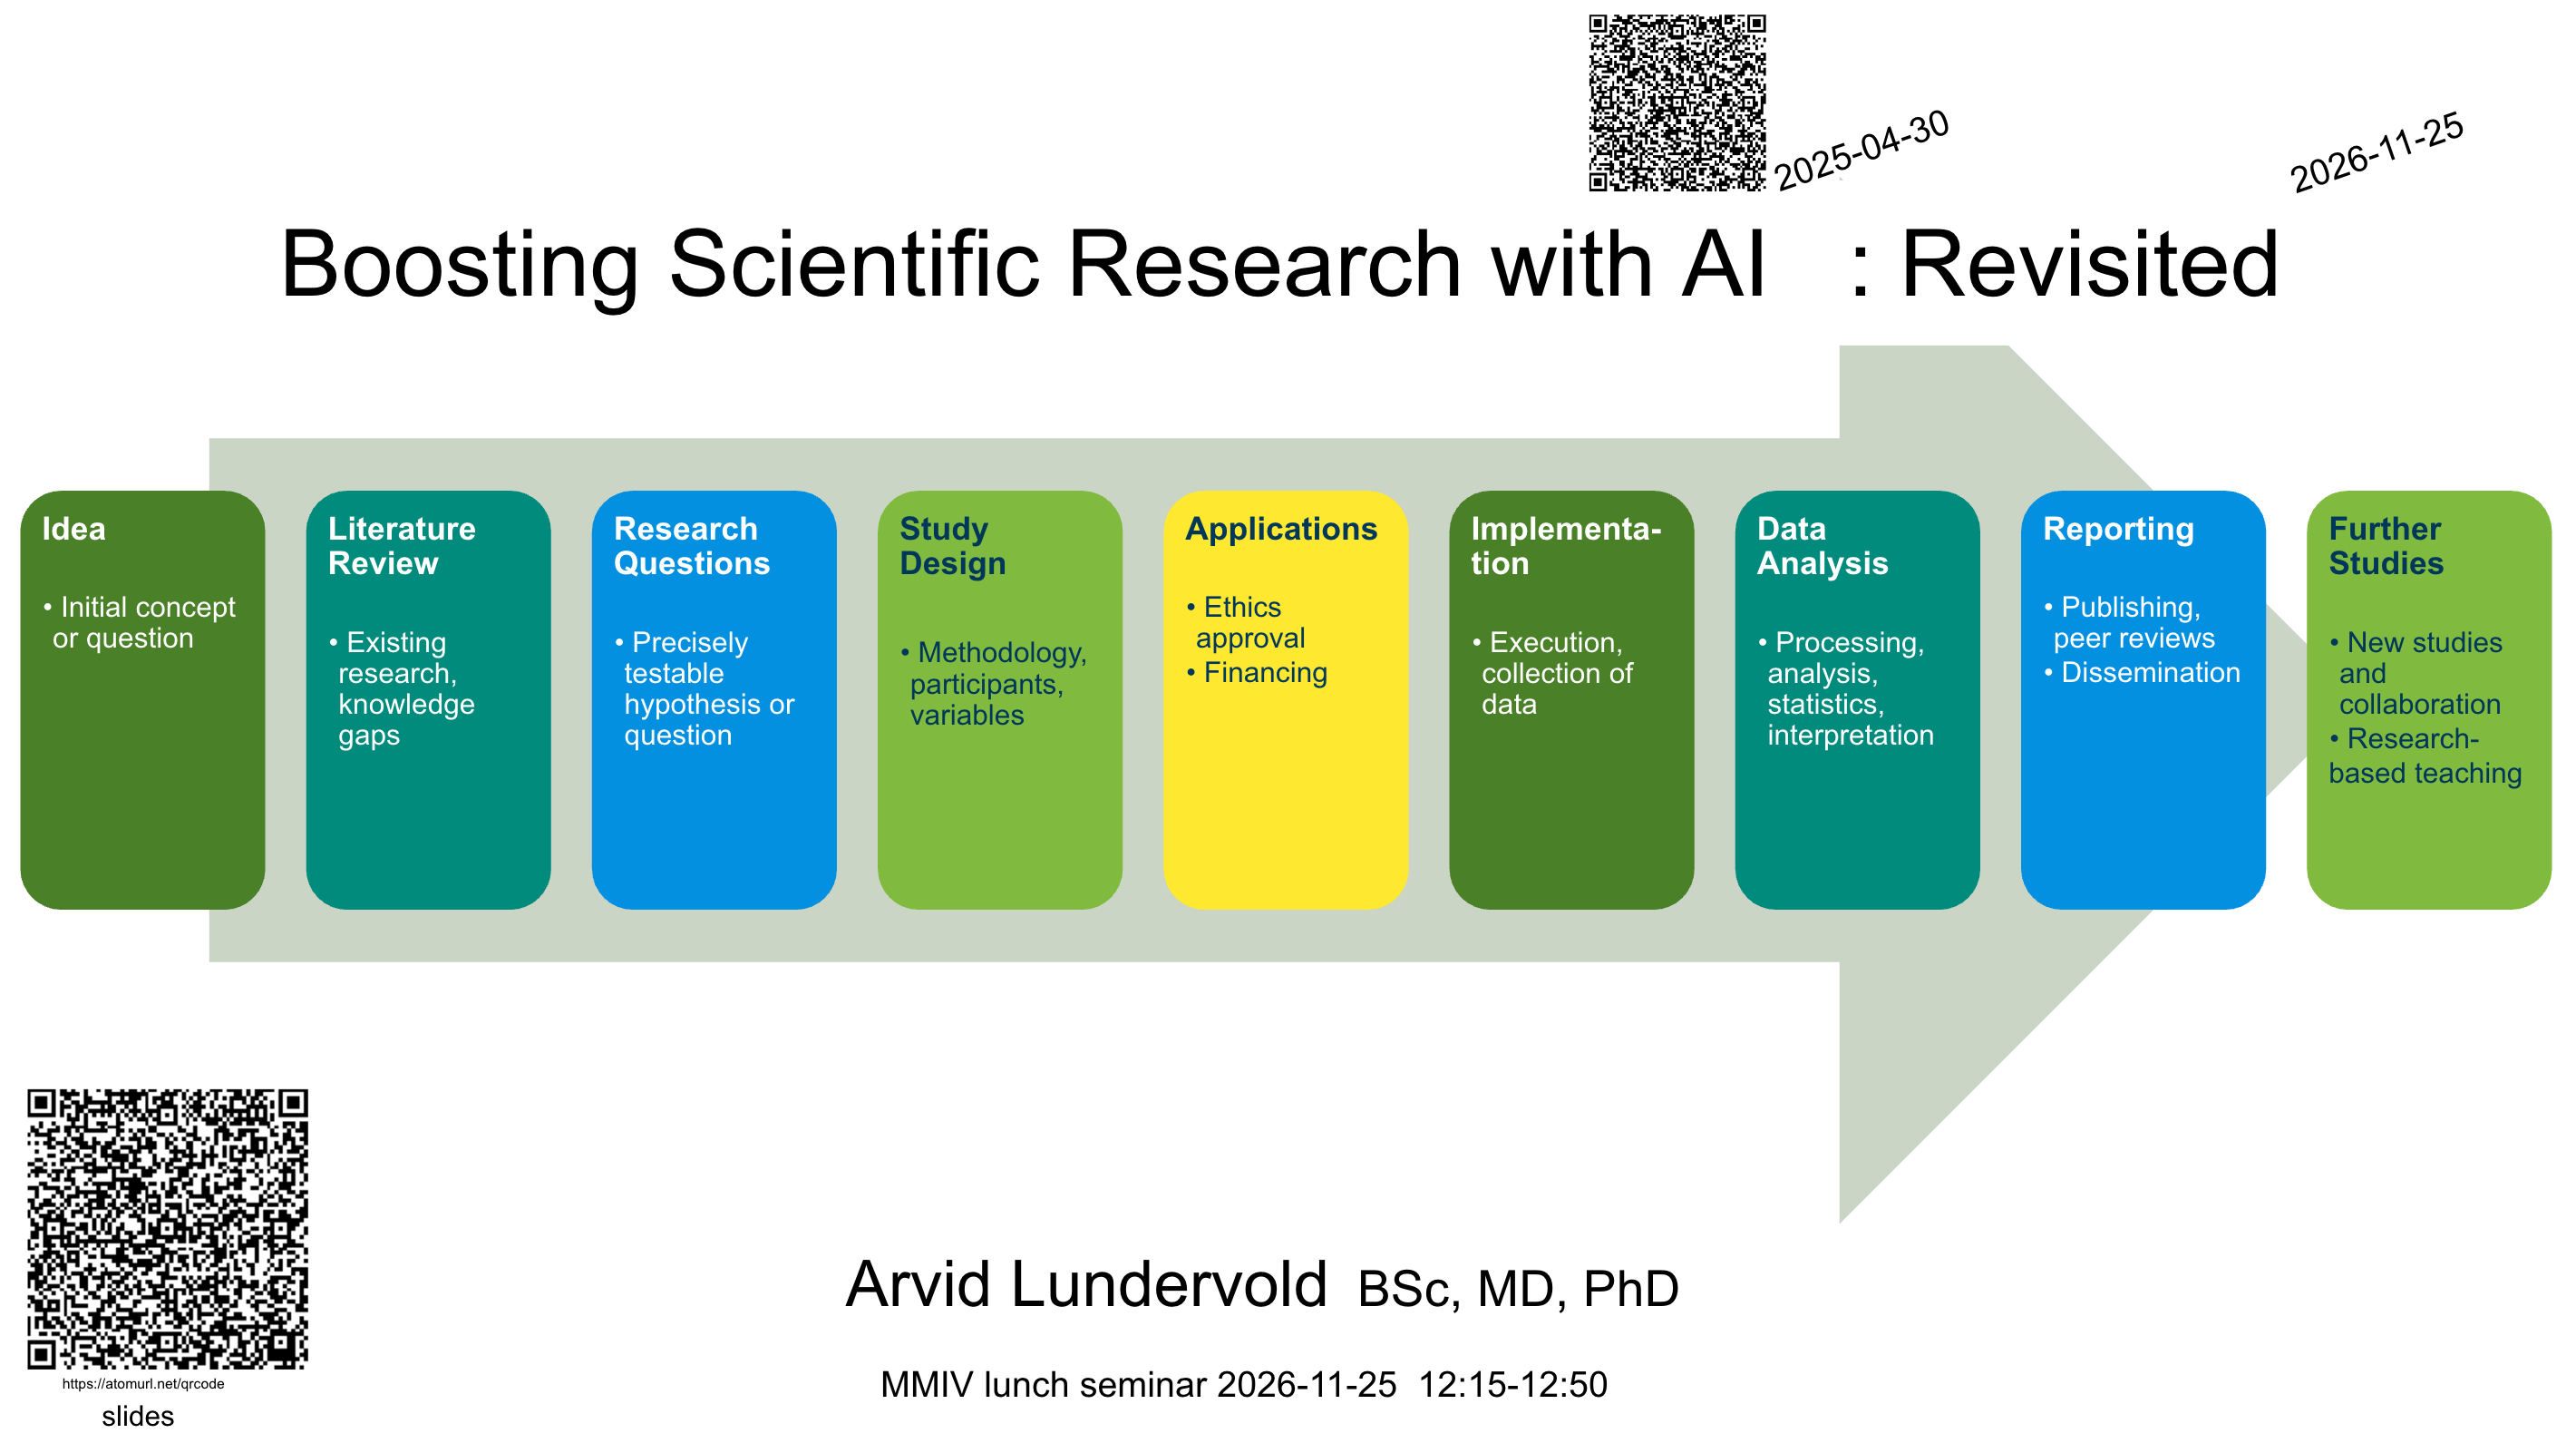 2025-04-30
2026-11-25
Boosting Scientific Research with AI : Revisited
Idea
• Initial concept
or question
Literature
Review
• Existing
research,
knowledge
gaps
Research
Questions
• Precisely
testable
hypothesis or
question
Study
Design
• Methodology,
participants,
variables
Applications
• Ethics
approval
• Financing
Implementa-
tion
• Execution,
collection of
data
Data
Analysis
• Processing,
analysis,
statistics,
interpretation
Reporting
• Publishing,
peer reviews
• Dissemination
Further
Studies
• New studies
and
collaboration
• Research-
based teaching
https://atomurl.net/qrcode
slides
Arvid Lundervold BSc, MD, PhD
MMIV lunch seminar 2026-11-25 12:15-12:50